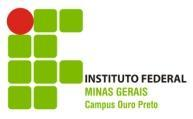 INSTITUTO FEDERAL
MINAS GERAIS
Campus Ouro Preto